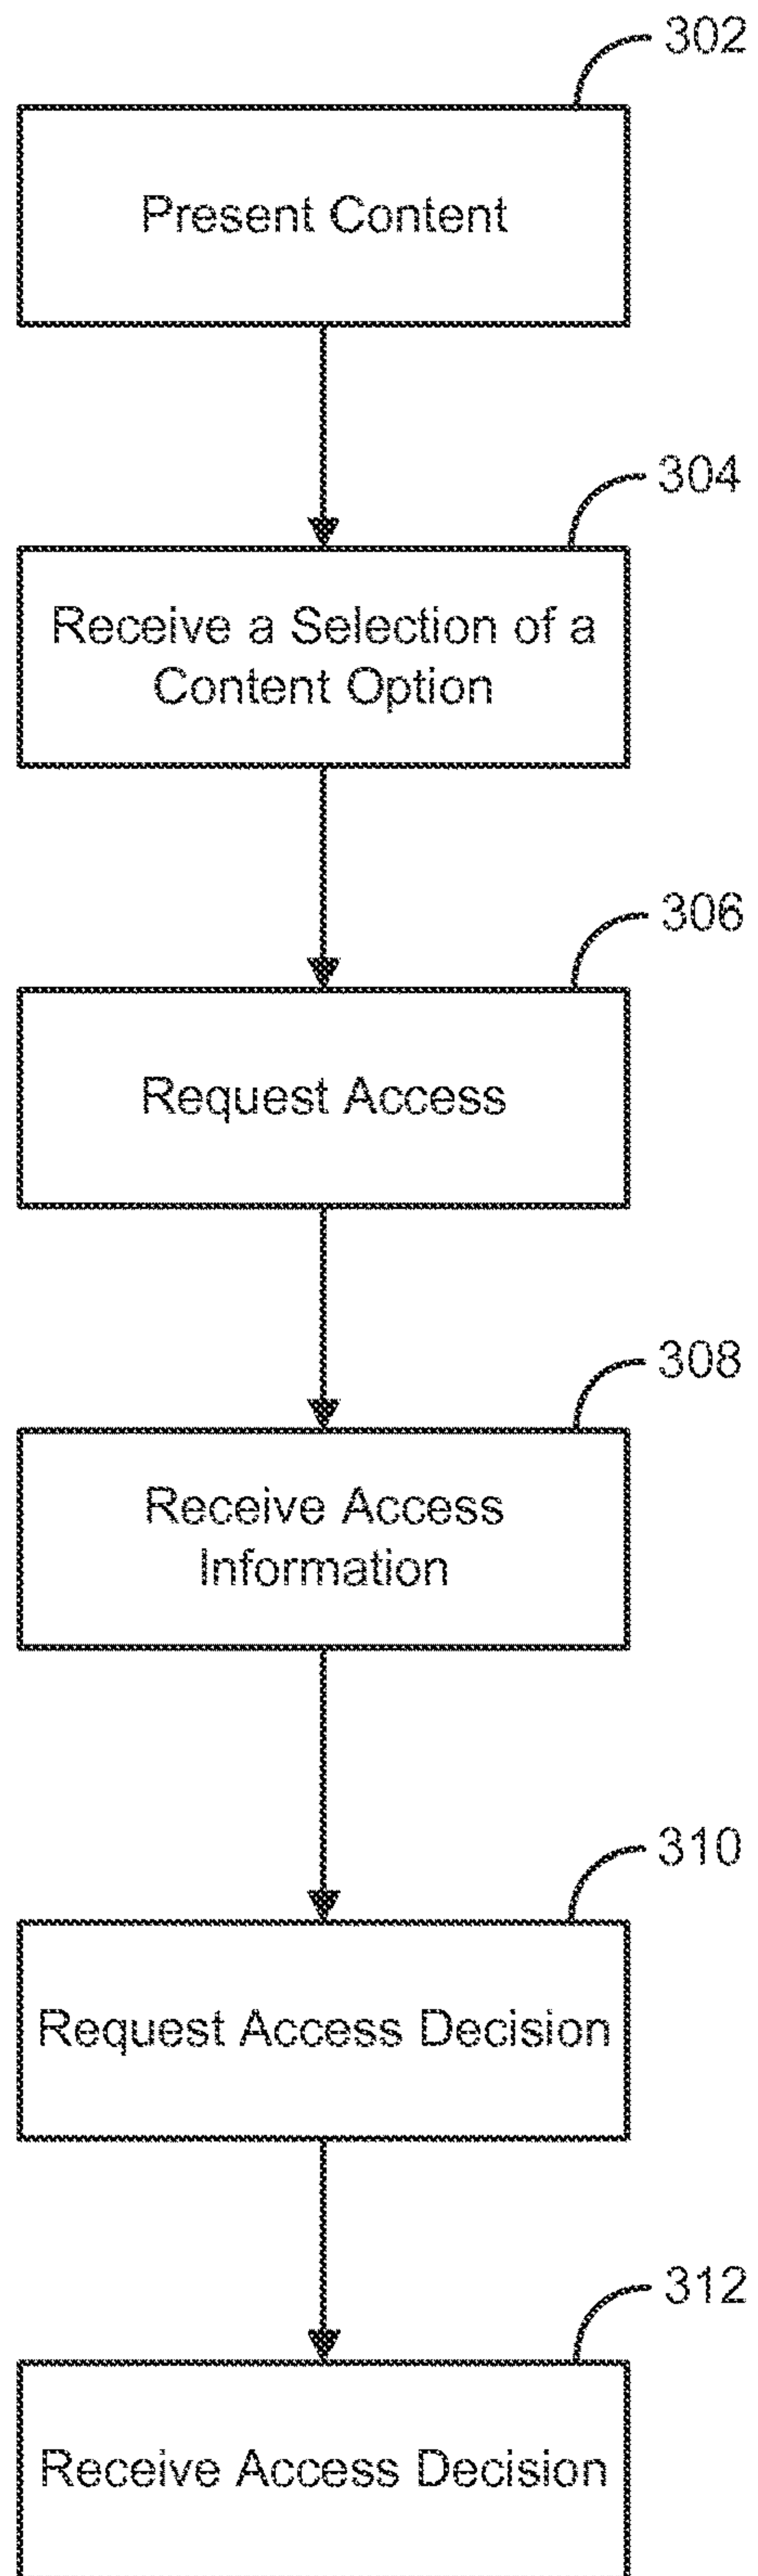 302
Present Content
304
Receive a Selection of a
Content Option
306
Request Access
308
Receive Access
Information
310
Request Access Decision
312
Receive Access Decision